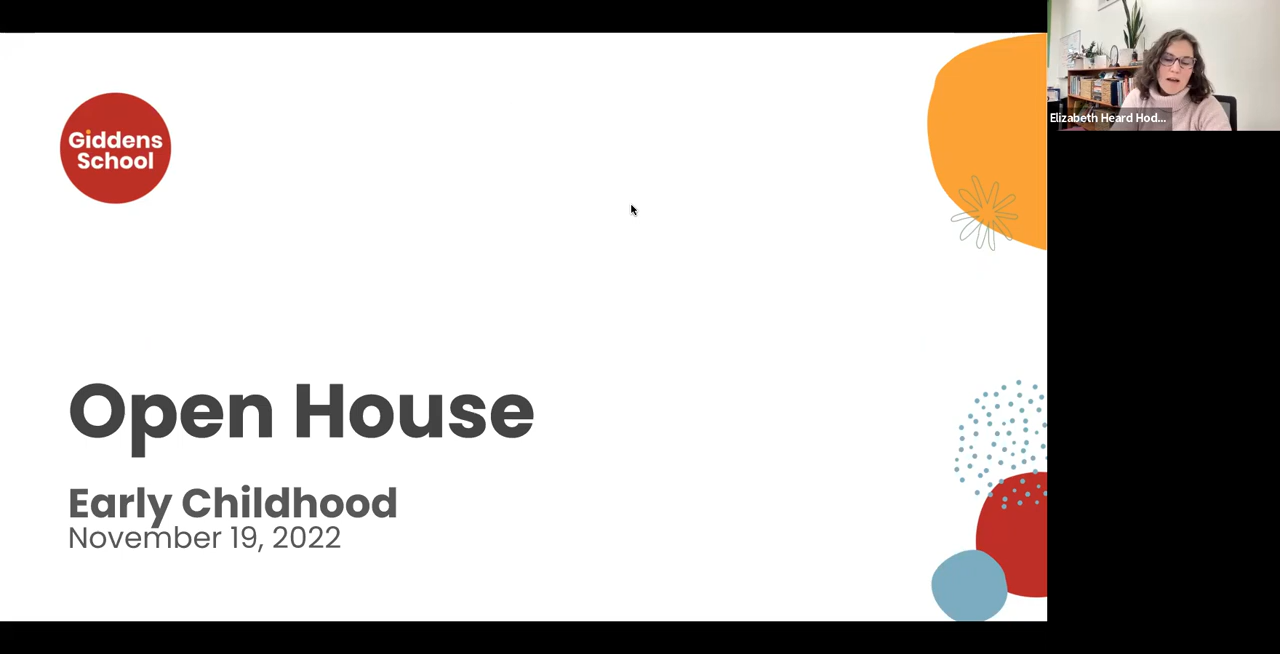 Giddens
School
Open House
Early Childhood
November 19, 2022
Elizabeth Heard Hod...